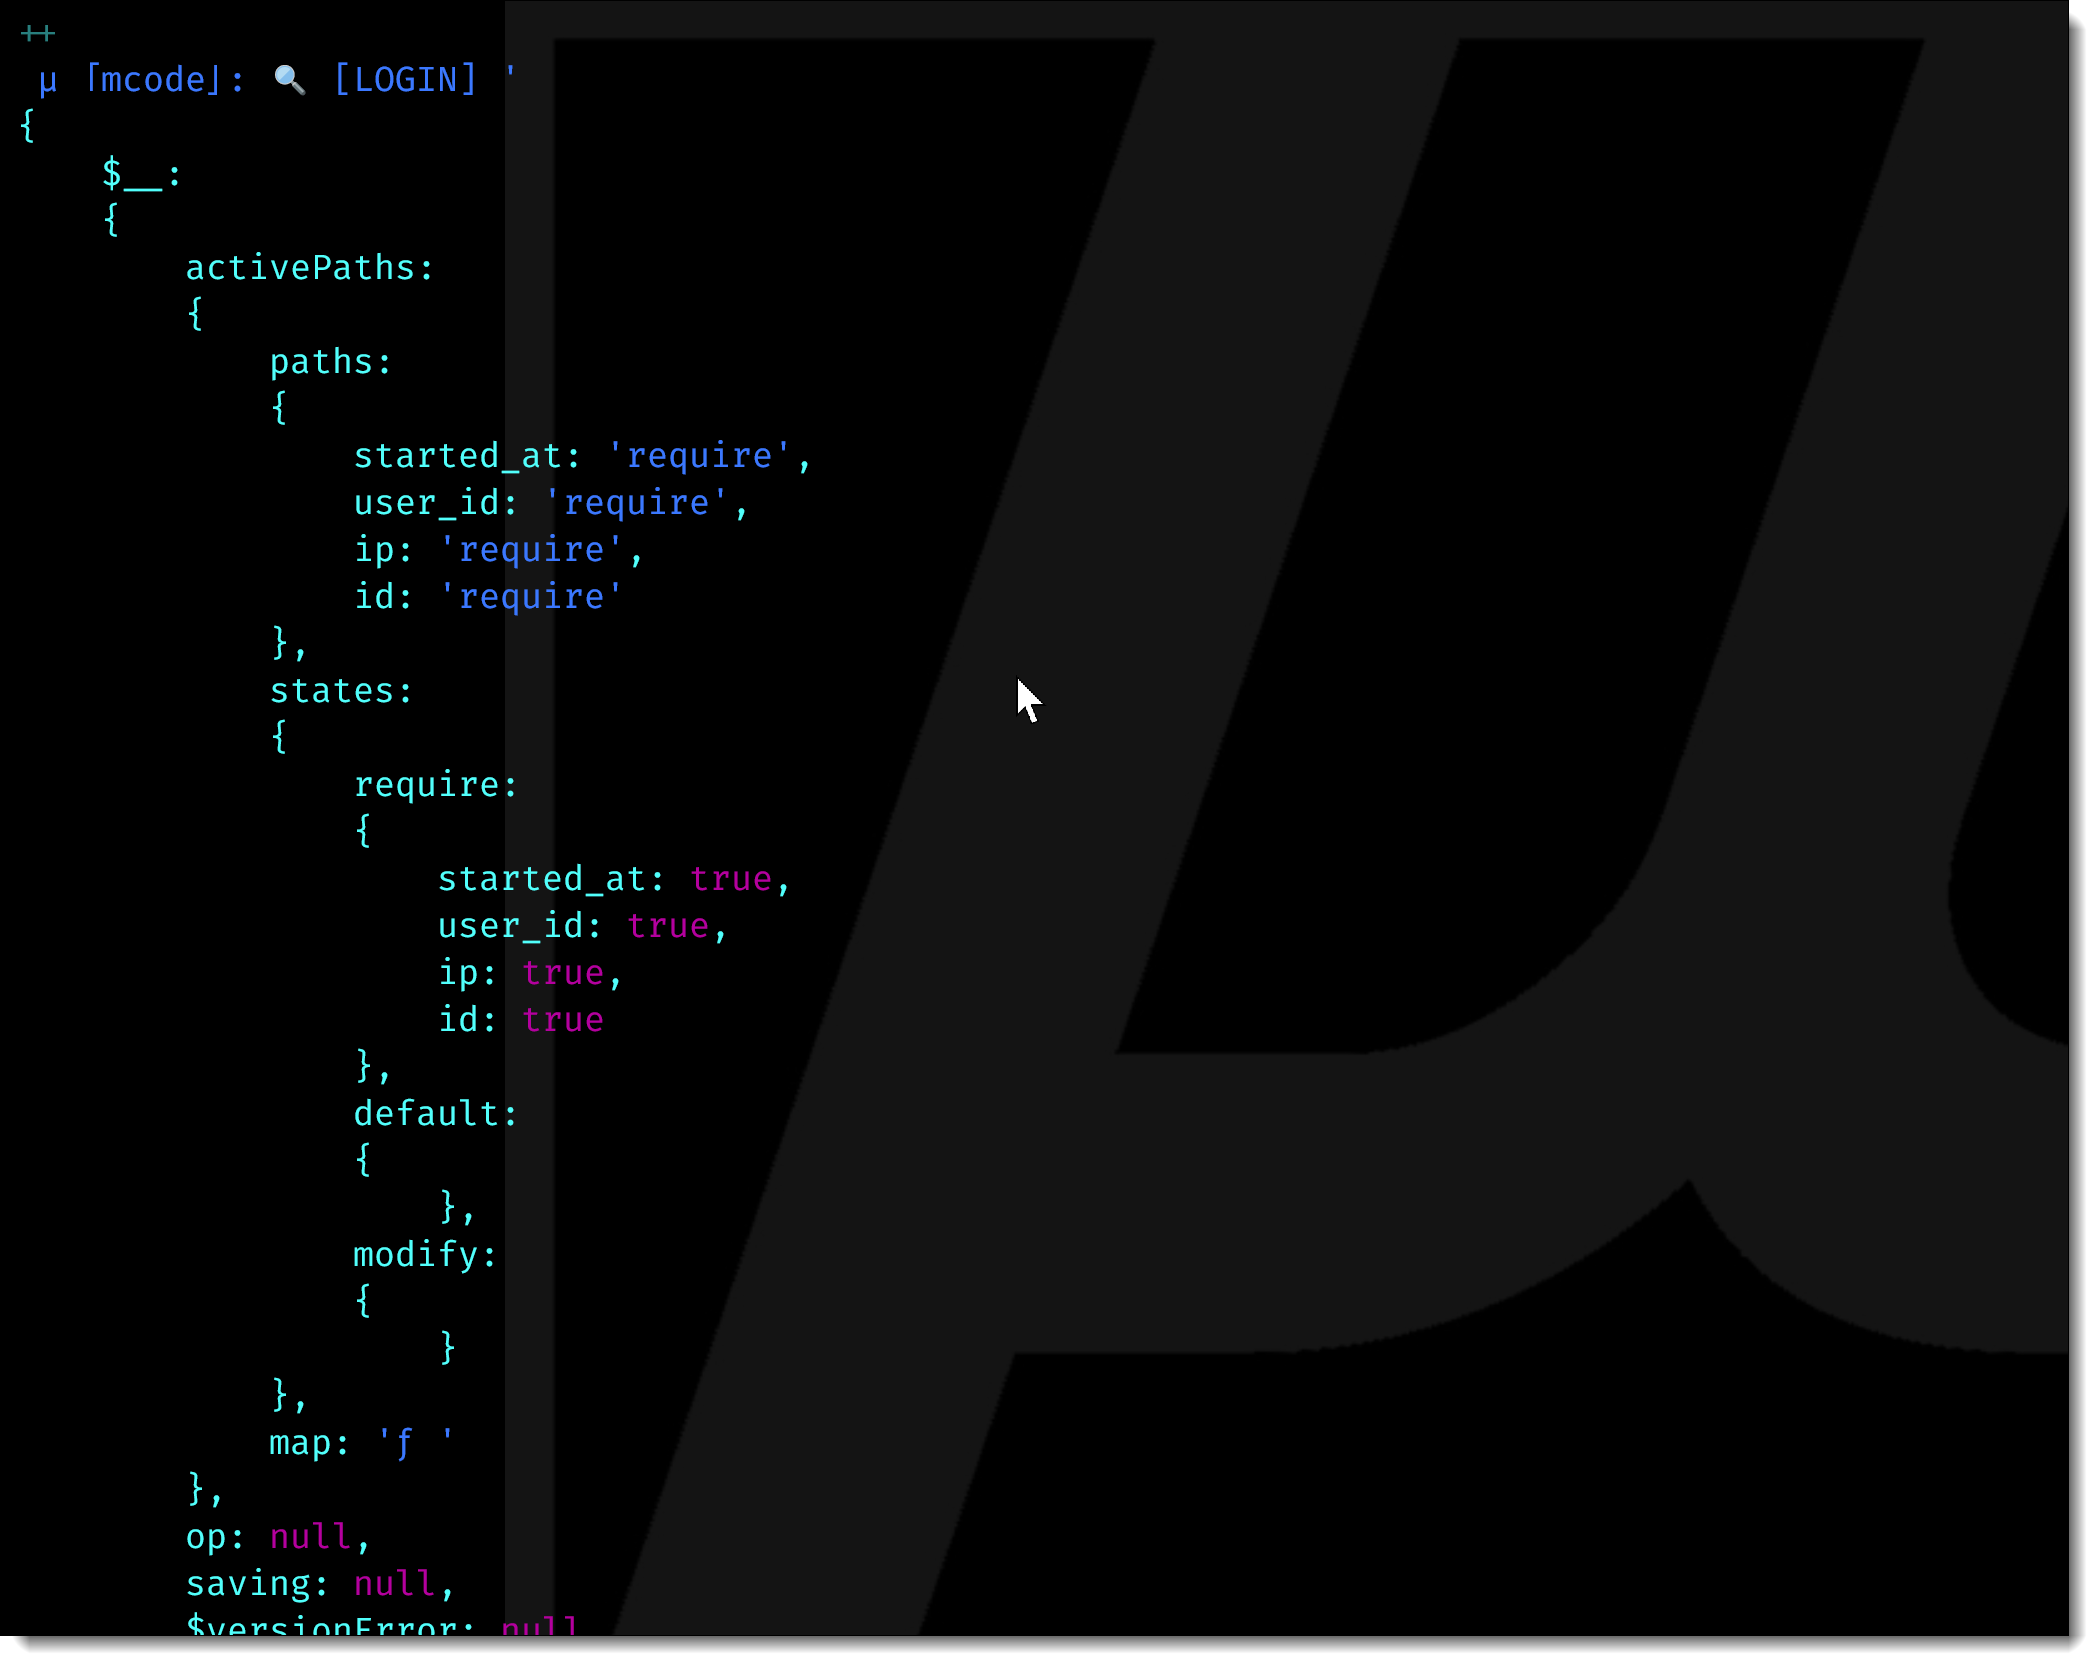 ++
µ ⌈mcode⌋: 🔍 [LOGIN] '
{
    $__:
    {
        activePaths:
        {
            paths:
            {
                started_at: 'require',
                user_id: 'require',
                ip: 'require',
                id: 'require'
            },
            states:
            {
                require:
                {
                    started_at: true,
                    user_id: true,
                    ip: true,
                    id: true
                },
                default:
                {
                    },
                modify:
                {
                    }
            },
            map: 'ƒ '
        },
        op: null,
        saving: null,
        $versionError: null